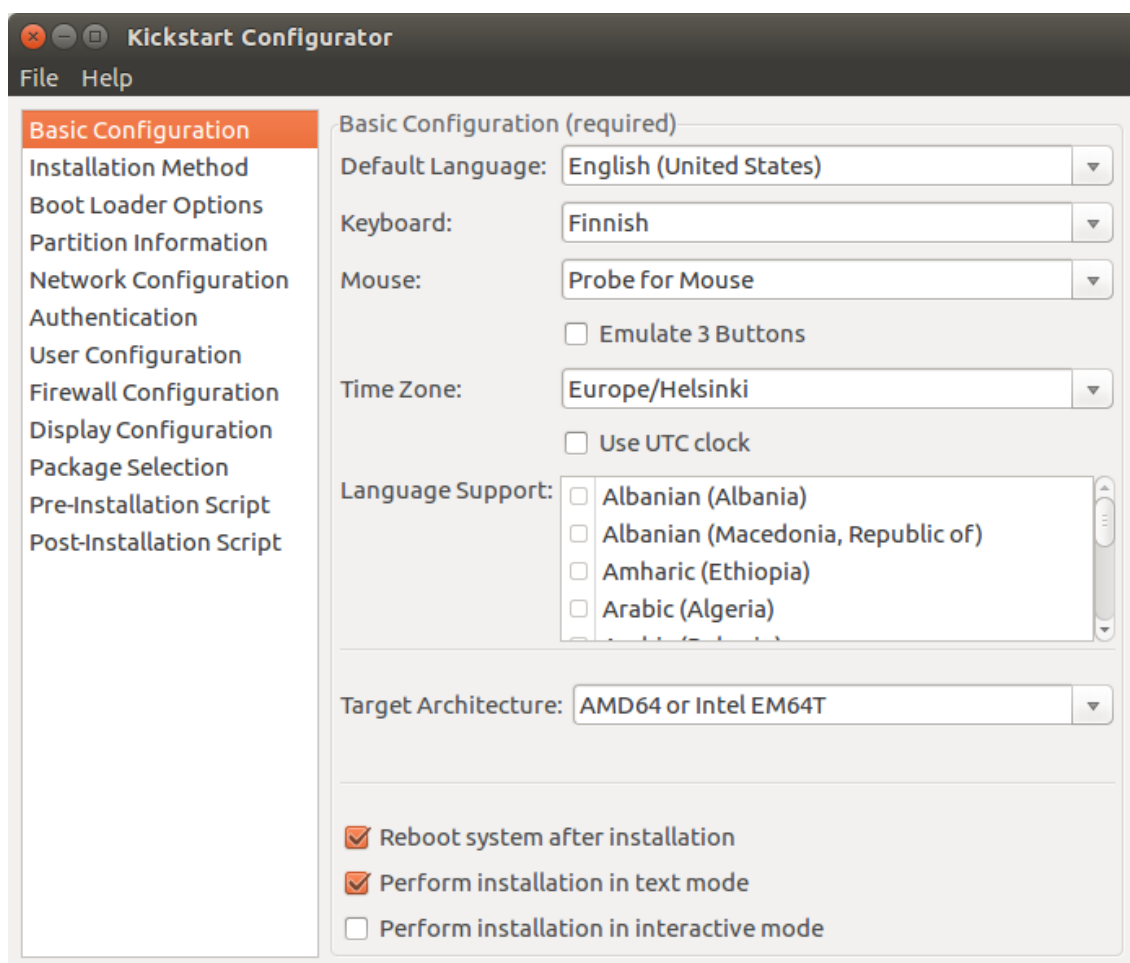 Kickstart Configurator
File Help
Basic Configuration
Installation Method
Boot Loader Options
Partition Information
Network Configuration
Authentication
User Configuration
Firewall Configuration
Display Configuration
Package Selection
Pre-Installation Script
Post-Installation Script
Basic Configuration (required)
Default Language: English (United States)
Keyboard: Finnish
Mouse: Probe for Mouse
Emulate 3 Buttons
Time Zone: Europe/Helsinki
Use UTC clock
Language Support: Albanian (Albania)
Albanian (Macedonia, Republic of)
Amharic (Ethiopia)
Arabic (Algeria)
Target Architecture: AMD64 or Intel EM64T
Reboot system after installation
Perform installation in text mode
Perform installation in interactive mode